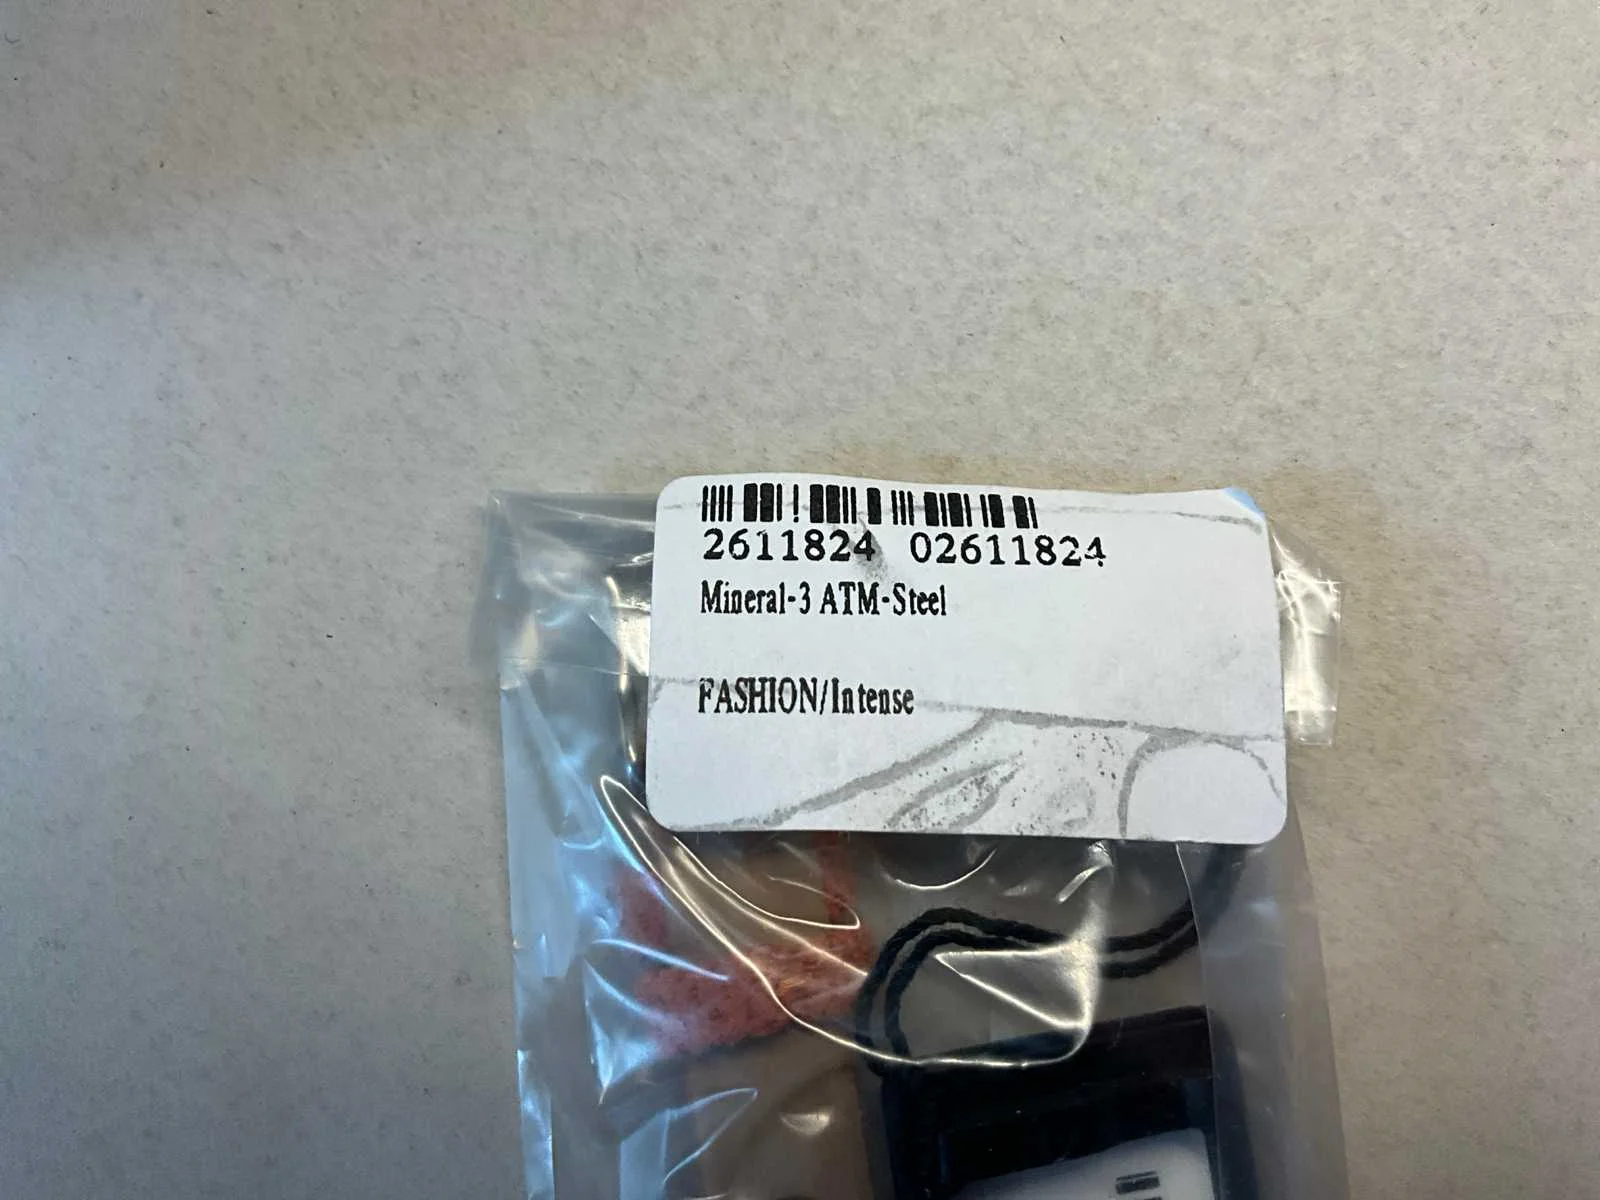 2611824 02611824
Mineral-3 ATM-Steel
FASHION/Intense